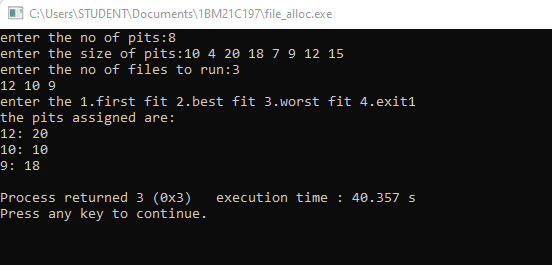 C:\Users\STUDENT\Documents\1BM21C197\file_alloc.exe
enter the no of pits:8
enter the size of pits:10 4 20 18 7 9 12 15
enter the no of files to run:3
12 10 9
enter the 1.first fit 2.best fit 3.worst fit 4.exit1
the pits assigned are:
12: 20
10: 10
9: 18
Process returned 3 (0x3)   execution time : 40.357 s
Press any key to continue.